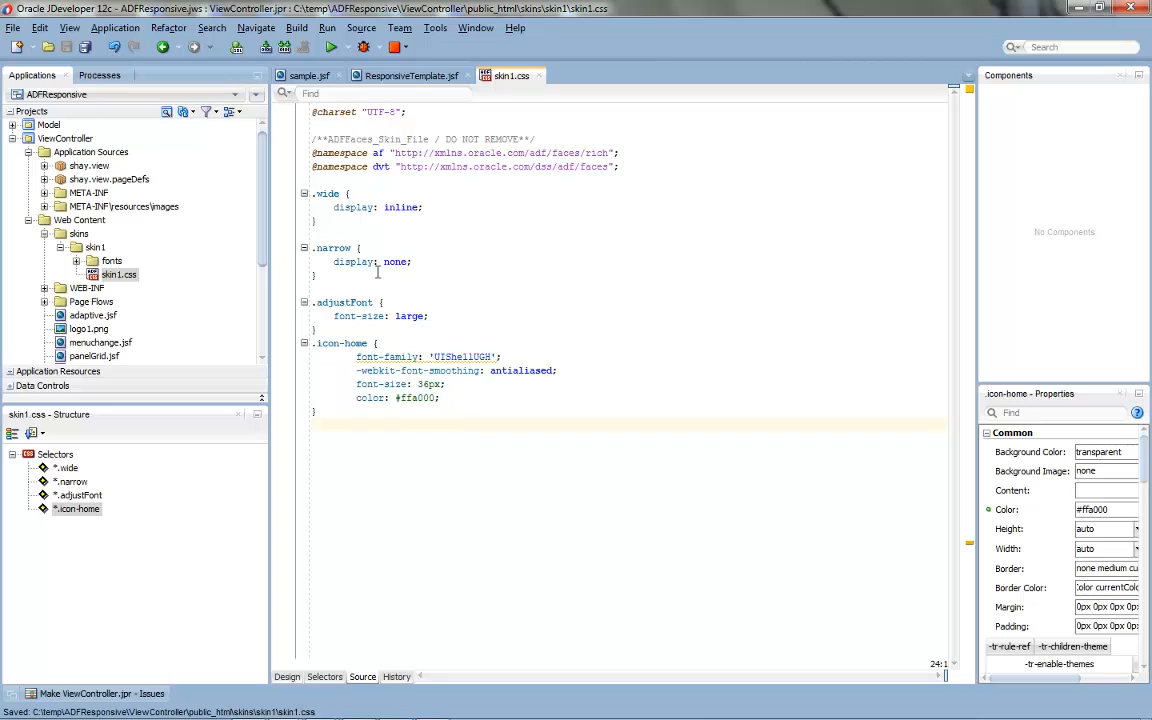 Oracle JDeveloper 12c - ADFResponsive.jws : ViewController.jpr : C:\temp\ADFResponsive\ViewController\public_html\skins\skin1\skin1.css
File Edit View Application Refactor Search Navigate Build Run Source Team Tools Window Help
Search
Applications Processes
sample.jsf ResponsiveTemplate.jsf skin1.css
Components
ADFResponsive
Find
Projects
Model
ViewController
Application Sources
shay.view
shay.view.pageDefs
META-INF
META-INF\resources\images
Web Content
skins
skin1
fonts
skin1.css
WEB-INF
Page Flows
adaptive.jsf
logo1.png
menuchange.jsf
panelGrid.jsf
Application Resources
Data Controls
@charset "UTF-8";
/**ADFFaces_Skin_File / DO NOT REMOVE**/
@namespace af "http://xmlns.oracle.com/adf/faces/rich";
@namespace dvt "http://xmlns.oracle.com/dss/adf/faces";
.wide {
display: inline;
}
.narrow {
display: none;
}
.adjustFont {
font-size: large;
}
.icon-home {
font-family: 'UIShellUGH';
-webkit-font-smoothing: antialiased;
font-size: 36px;
color: #ffa000;
}
No Components
skin1.css - Structure
Selectors
*.wide
*.narrow
*.adjustFont
*.icon-home
.icon-home - Properties
Find
Common
Background Color: transparent
Background Image: none
Content:
Color: #ffa000
Height: auto
Width: auto
Border: none medium cu
Border Color: :olor currentColo
Margin: 0px 0px 0px 0p
Padding: 0px 0px 0px 0p
-tr-rule-ref -tr-children-theme
-tr-enable-themes
24:1
Design Selectors Source History
Make ViewController.jpr - Issues
Saved: C:\temp\ADFResponsive\ViewController\public_html\skins\skin1\skin1.css